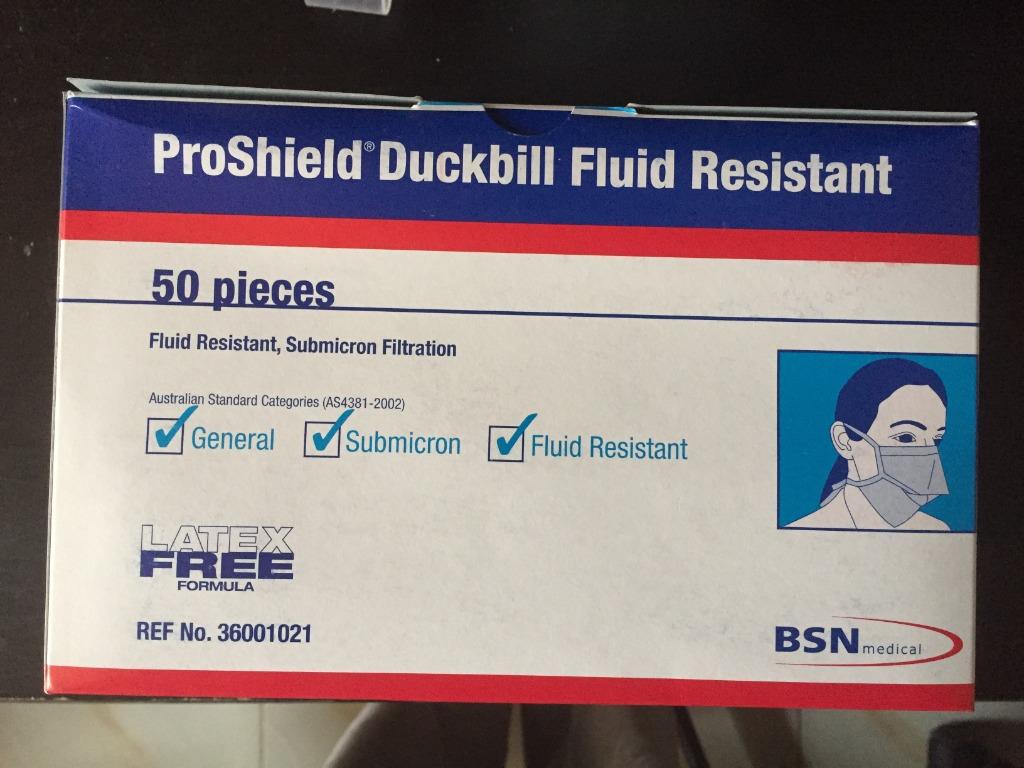 ProShield® Duckbill Fluid Resistant
50 pieces
Fluid Resistant, Submicron Filtration
Australian Standard Categories (AS4381-2002)
General Submicron Fluid Resistant
LATEX
FREE
FORMULA
REF No. 36001021
BSN medical